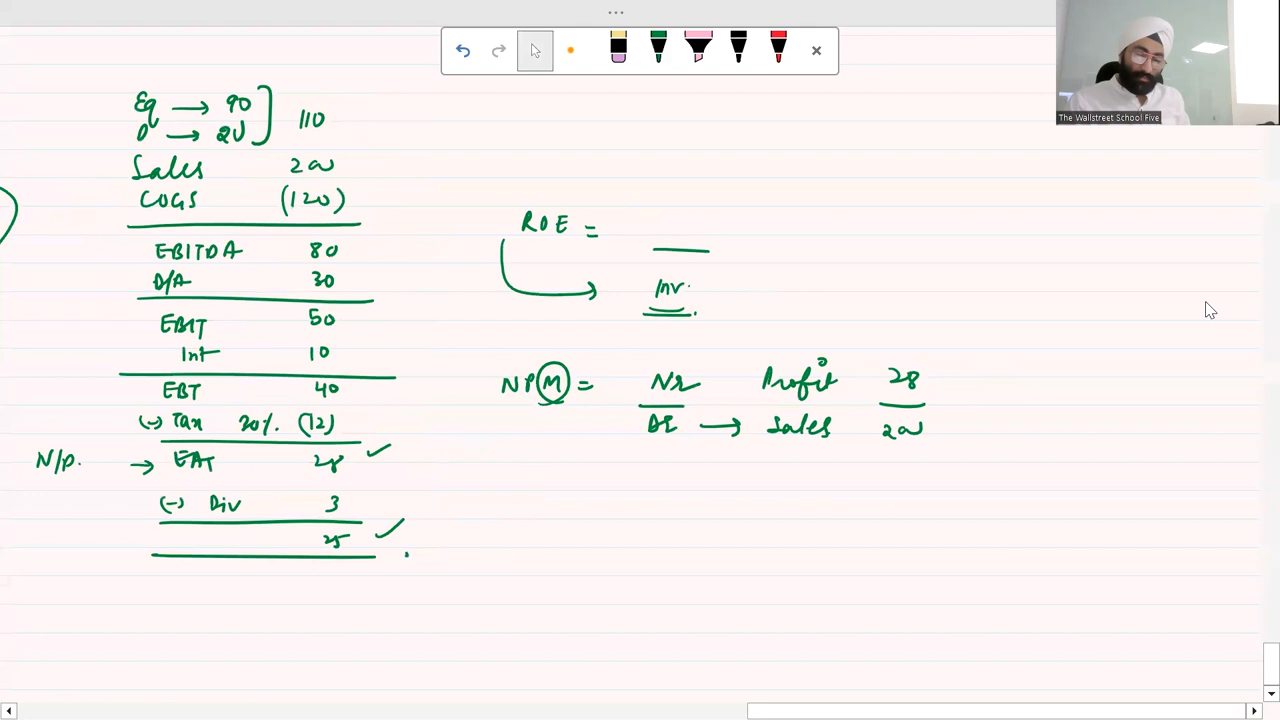 The Wallstreet School Five
Eq → 90
D → 20
110
Sales 200
COGS (120)
EBITDA 80
D/A 30
EBIT 50
Int 10
EBT 40
(-) Tax 30% (12)
N/P. → EAT 28 ✓
(-) Div 3
25 ✓
ROE =
Inv.
NPM = Nr Profit 28
DE → Sales 200